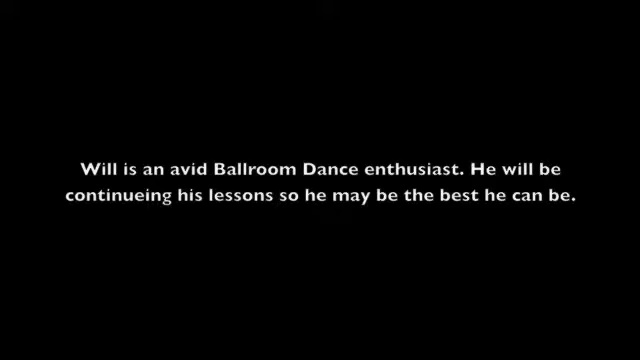 Will is an avid Ballroom Dance enthusiast. He will be
continueing his lessons so he may be the best he can be.